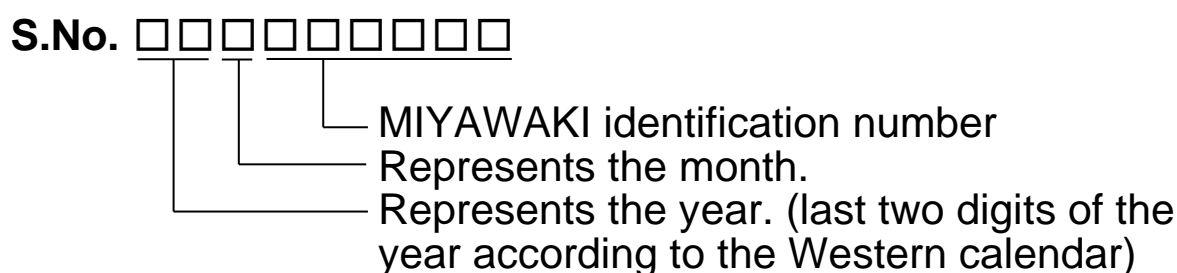 S.No. □□□□□□□□□
MIYAWAKI identification number
Represents the month.
Represents the year. (last two digits of the
year according to the Western calendar)